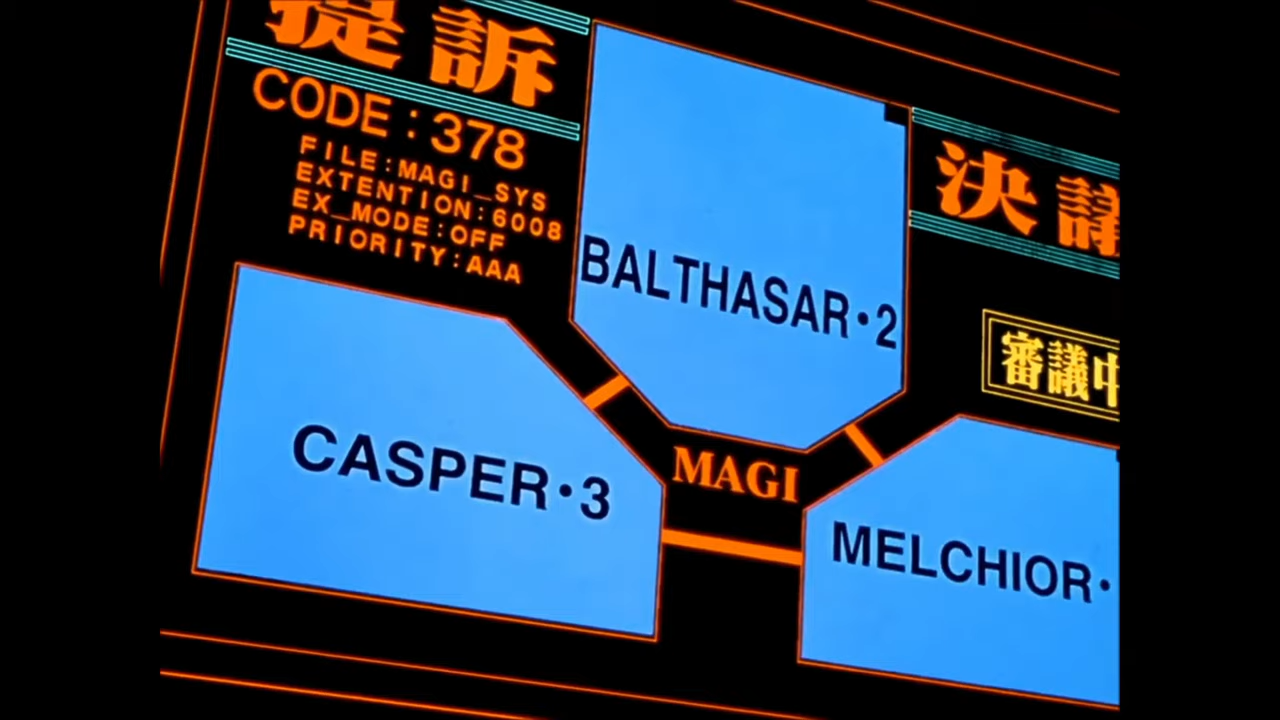 提訴
CODE:378
FILE:MAGI_SYS
EXTENTION:6008
EX_MODE:OFF
PRIORITY:AAA
BALTHASAR・2
決議
審議中
CASPER・3
MAGI
MELCHIOR・